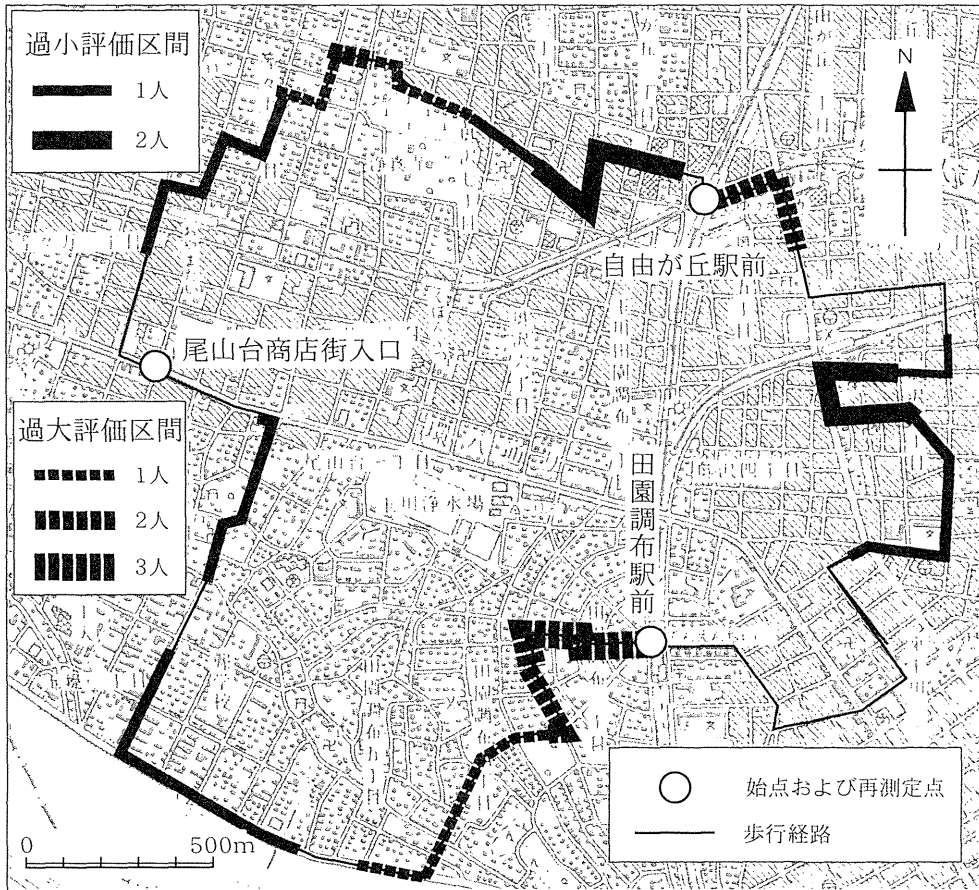 過小評価区間
1人
2人
N
自由が丘駅前
尾山台商店街入口
過大評価区間
1人
2人
3人
田園調布駅前
始点および再測定点
歩行経路
0 500m